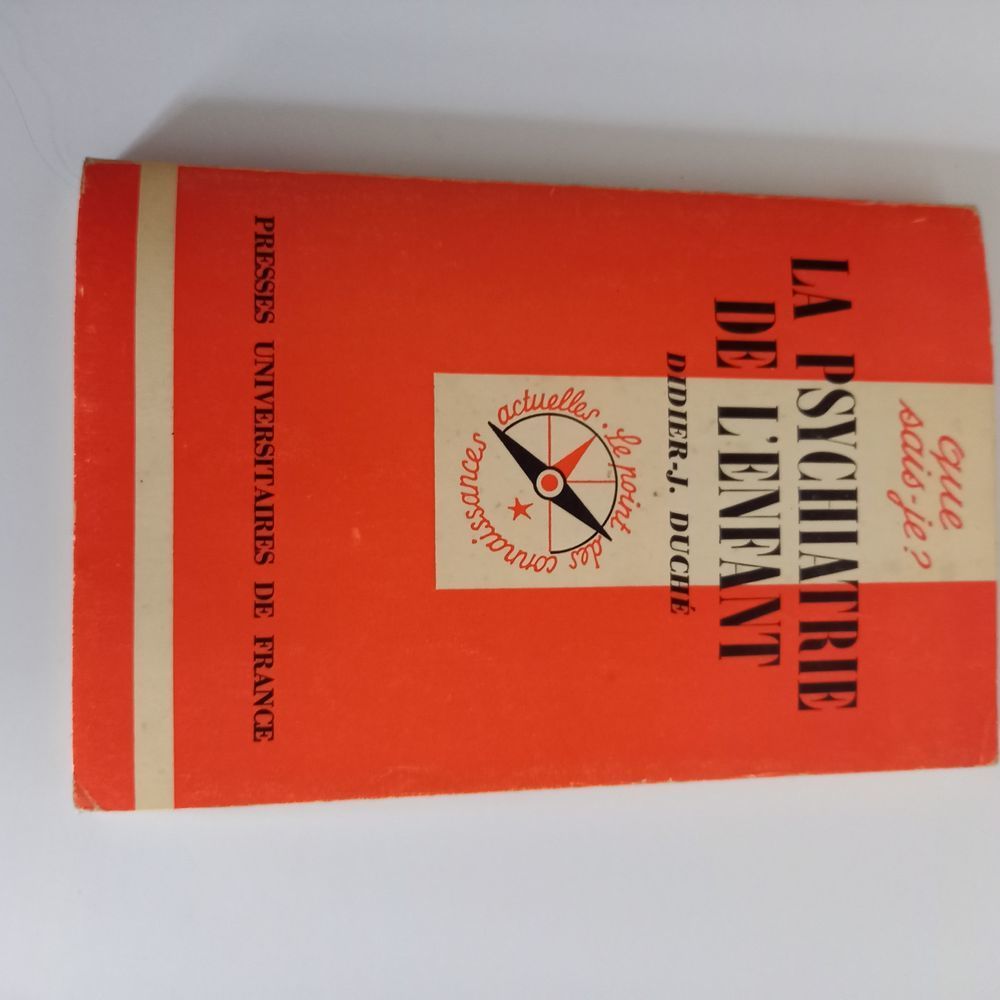 que
sais-je?
LA PSYCHIATRIE
DE L'ENFANT
DIDIER-J. DUCHÉ
Le point des connaissances actuelles.
PRESSES UNIVERSITAIRES DE FRANCE